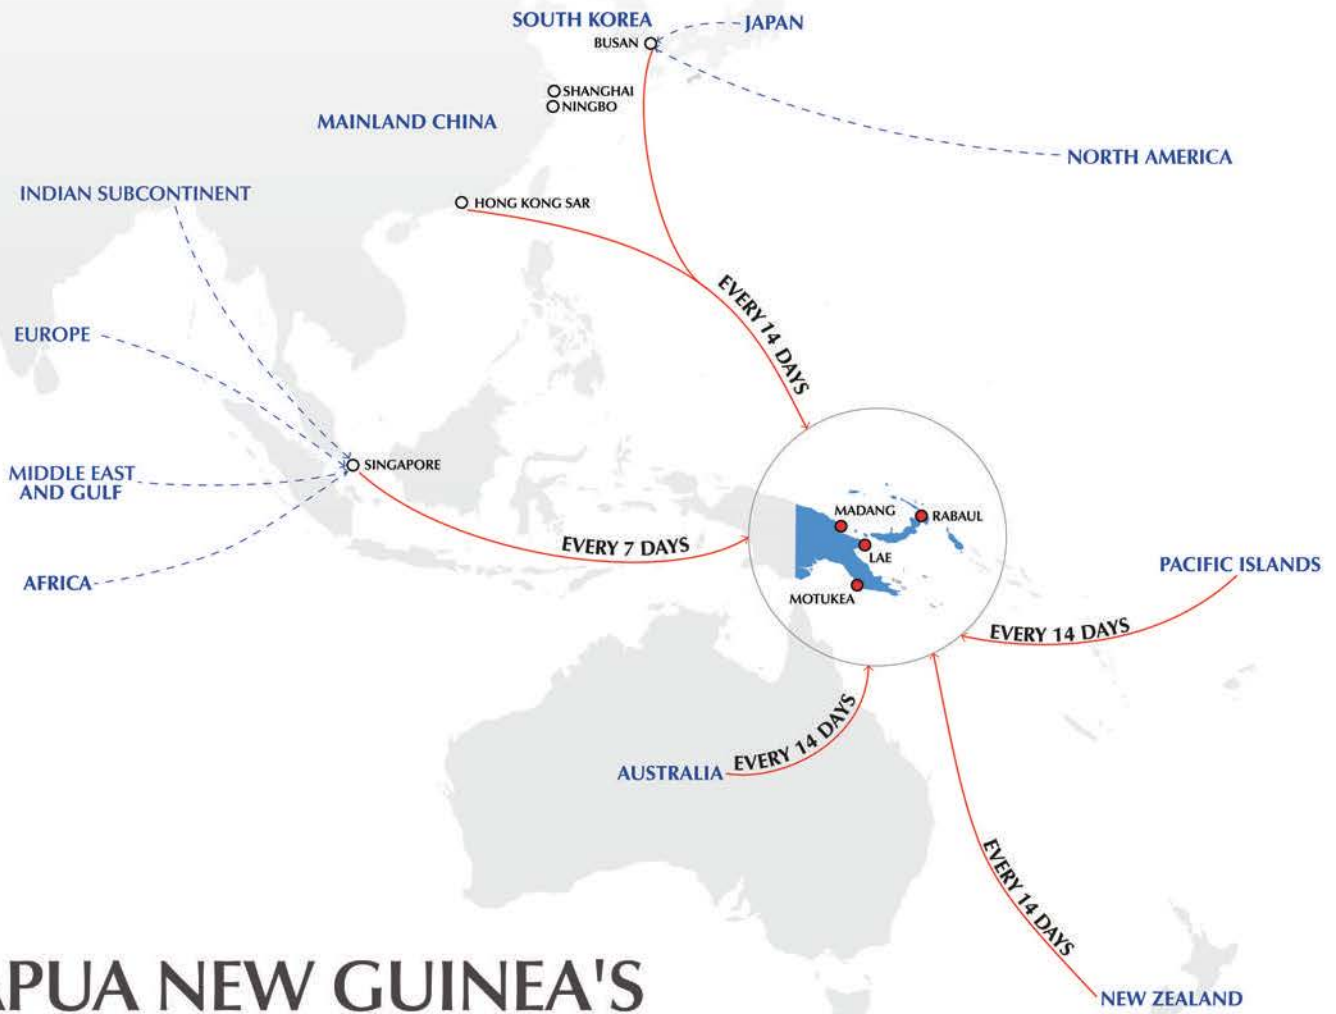 SOUTH KOREA
JAPAN
BUSAN
SHANGHAI
NINGBO
MAINLAND CHINA
NORTH AMERICA
INDIAN SUBCONTINENT
HONG KONG SAR
EVERY 14 DAYS
EUROPE
SINGAPORE
MIDDLE EAST
AND GULF
MADANG
RABAUL
EVERY 7 DAYS
LAE
PACIFIC ISLANDS
AFRICA
MOTUKEA
EVERY 14 DAYS
EVERY 14 DAYS
AUSTRALIA
EVERY 14 DAYS
APUA NEW GUINEA'S
NEW ZEALAND